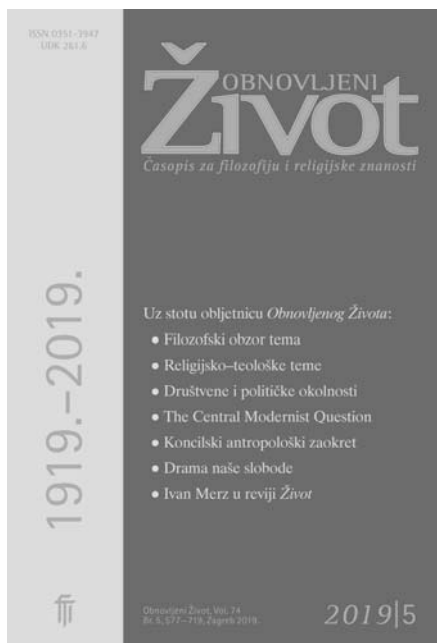 ISSN 0351-3947
UDK 2&1.6
OBNOVLJENI
Život
Časopis za filozofiju i religijske znanosti
1919.–2019.
Uz stotu obljetnicu Obnovljenog Života:
• Filozofski obzor tema
• Religijsko–teološke teme
• Društvene i političke okolnosti
• The Central Modernist Question
• Koncilski antropološki zaokret
• Drama naše slobode
• Ivan Merz u reviji Život
Obnovljeni Život, Vol. 74
Br. 5, 577–719, Zagreb 2019.
2019|5